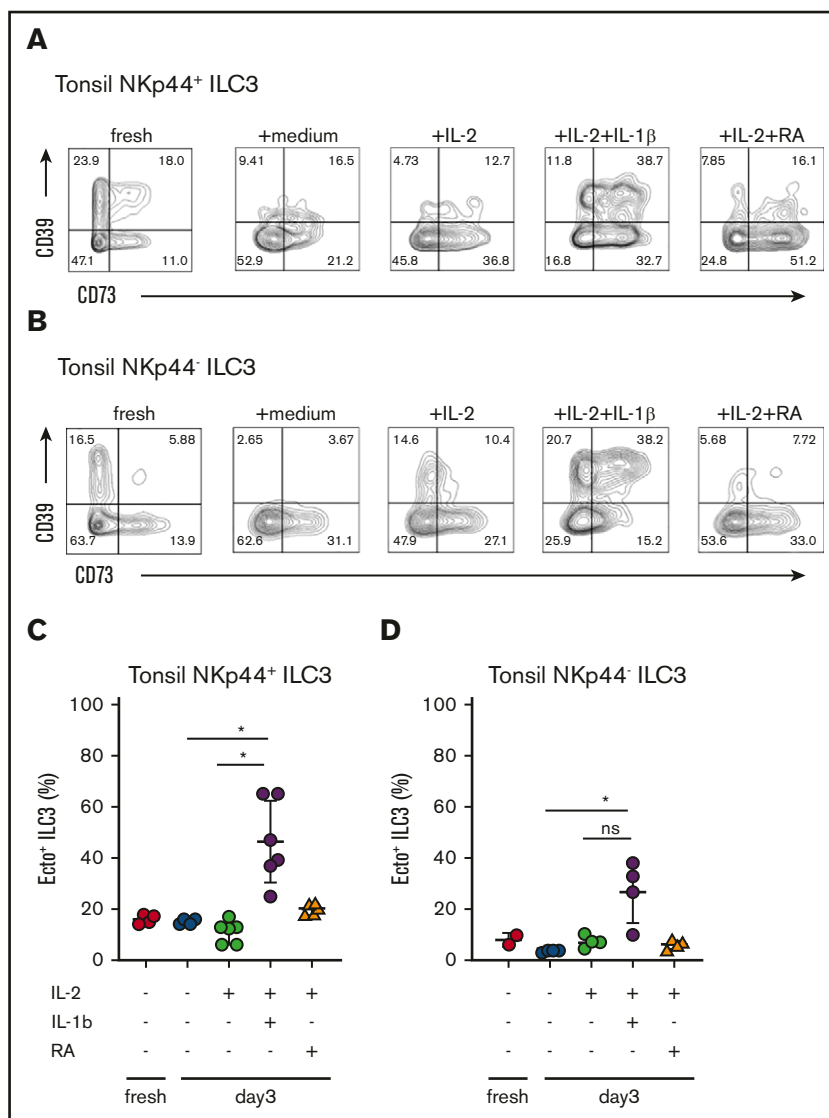 A
Tonsil NKp44+ ILC3
fresh +medium +IL-2 +IL-2+IL-1β +IL-2+RA
23.9 18.0 9.41 16.5 4.73 12.7 11.8 38.7 7.85 16.1
CD39
47.1 11.0 52.9 21.2 45.8 36.8 16.8 32.7 24.8 51.2
CD73
B
Tonsil NKp44- ILC3
fresh +medium +IL-2 +IL-2+IL-1β +IL-2+RA
16.5 5.88 2.65 3.67 14.6 10.4 20.7 38.2 5.68 7.72
CD39
63.7 13.9 62.6 31.1 47.9 27.1 25.9 15.2 53.6 33.0
CD73
C
Tonsil NKp44+ ILC3
Ecto+ ILC3 (%)
100
80
60
40
20
0
*
*
IL-2 - - + + +
IL-1b - - - + -
RA - - - - +
fresh day3
D
Tonsil NKp44- ILC3
Ecto+ ILC3 (%)
100
80
60
40
20
0
*
ns
- - + + +
- - - + -
- - - - +
fresh day3